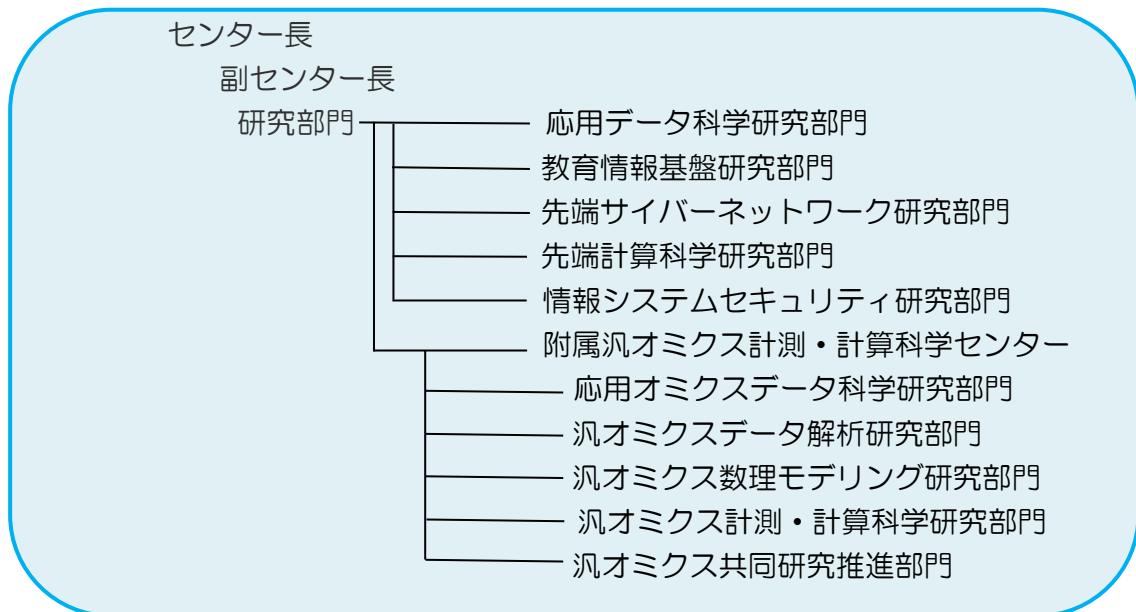 センター長
副センター長
研究部門
応用データ科学研究部門
教育情報基盤研究部門
先端サイバーネットワーク研究部門
先端計算科学研究部門
情報システムセキュリティ研究部門
附属汎オミクス計測・計算科学センター
応用オミクスデータ科学研究部門
汎オミクスデータ解析研究部門
汎オミクス数理モデリング研究部門
汎オミクス計測・計算科学研究部門
汎オミクス共同研究推進部門